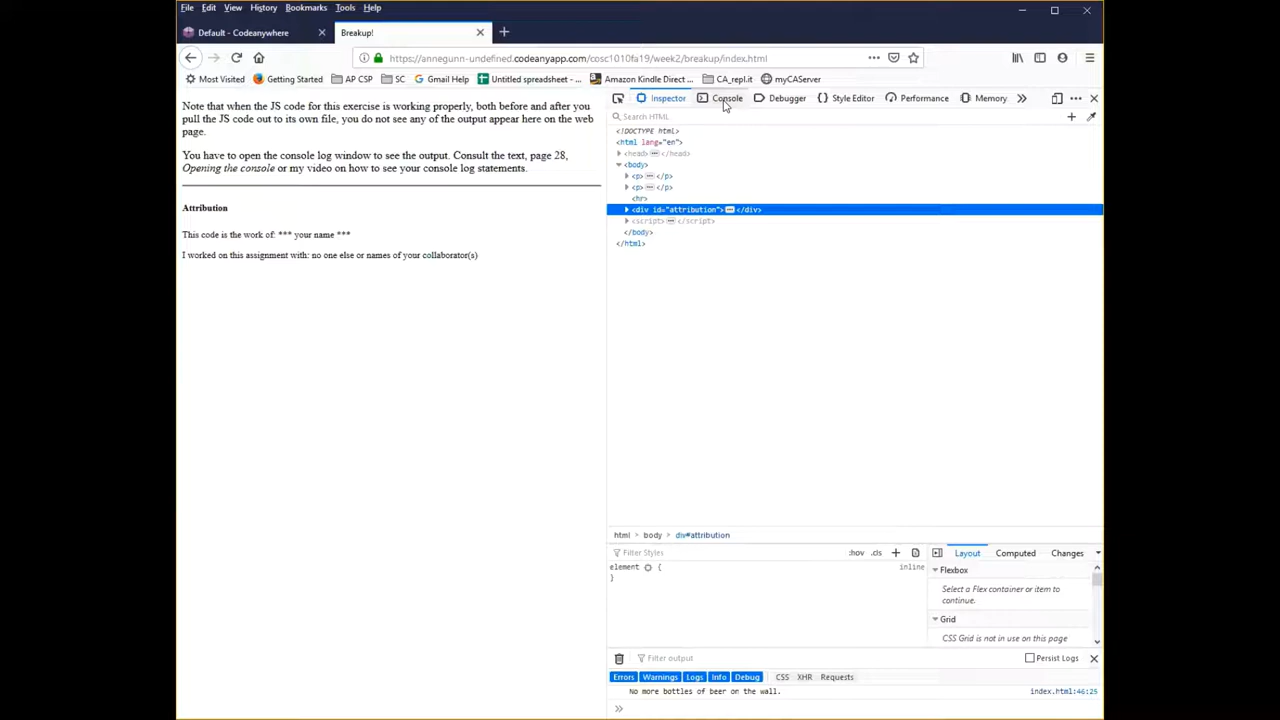 File Edit View History Bookmarks Tools Help
Default - Codeanywhere
Breakup!
https://annegunn-undefined.codeanyapp.com/cosc1010fa19/week2/breakup/index.html
Most Visited Getting Started AP CSP SC Gmail Help Untitled spreadsheet - ... Amazon Kindle Direct ... CA_repl.it myCAServer
Note that when the JS code for this exercise is working properly, both before and after you
pull the JS code out to its own file, you do not see any of the output appear here on the web
page.
You have to open the console log window to see the output. Consult the text, page 28,
Opening the console or my video on how to see your console log statements.
Attribution
This code is the work of: *** your name ***
I worked on this assignment with: no one else or names of your collaborator(s)
Inspector Console Debugger Style Editor Performance Memory
Search HTML
<!DOCTYPE html>
<html lang="en">
<head> ... </head>
<body>
<p> ... </p>
<p> ... </p>
<hr>
<div id="attribution"> ... </div>
<script> ... </script>
</body>
</html>
html > body > div#attribution
Filter Styles :hov .cls
element { inline
}
Layout Computed Changes
Flexbox
Select a Flex container or item to
continue.
Grid
CSS Grid is not in use on this page
Filter output Persist Logs
Errors Warnings Logs Info Debug CSS XHR Requests
No more bottles of beer on the wall. index.html:46:25
>>